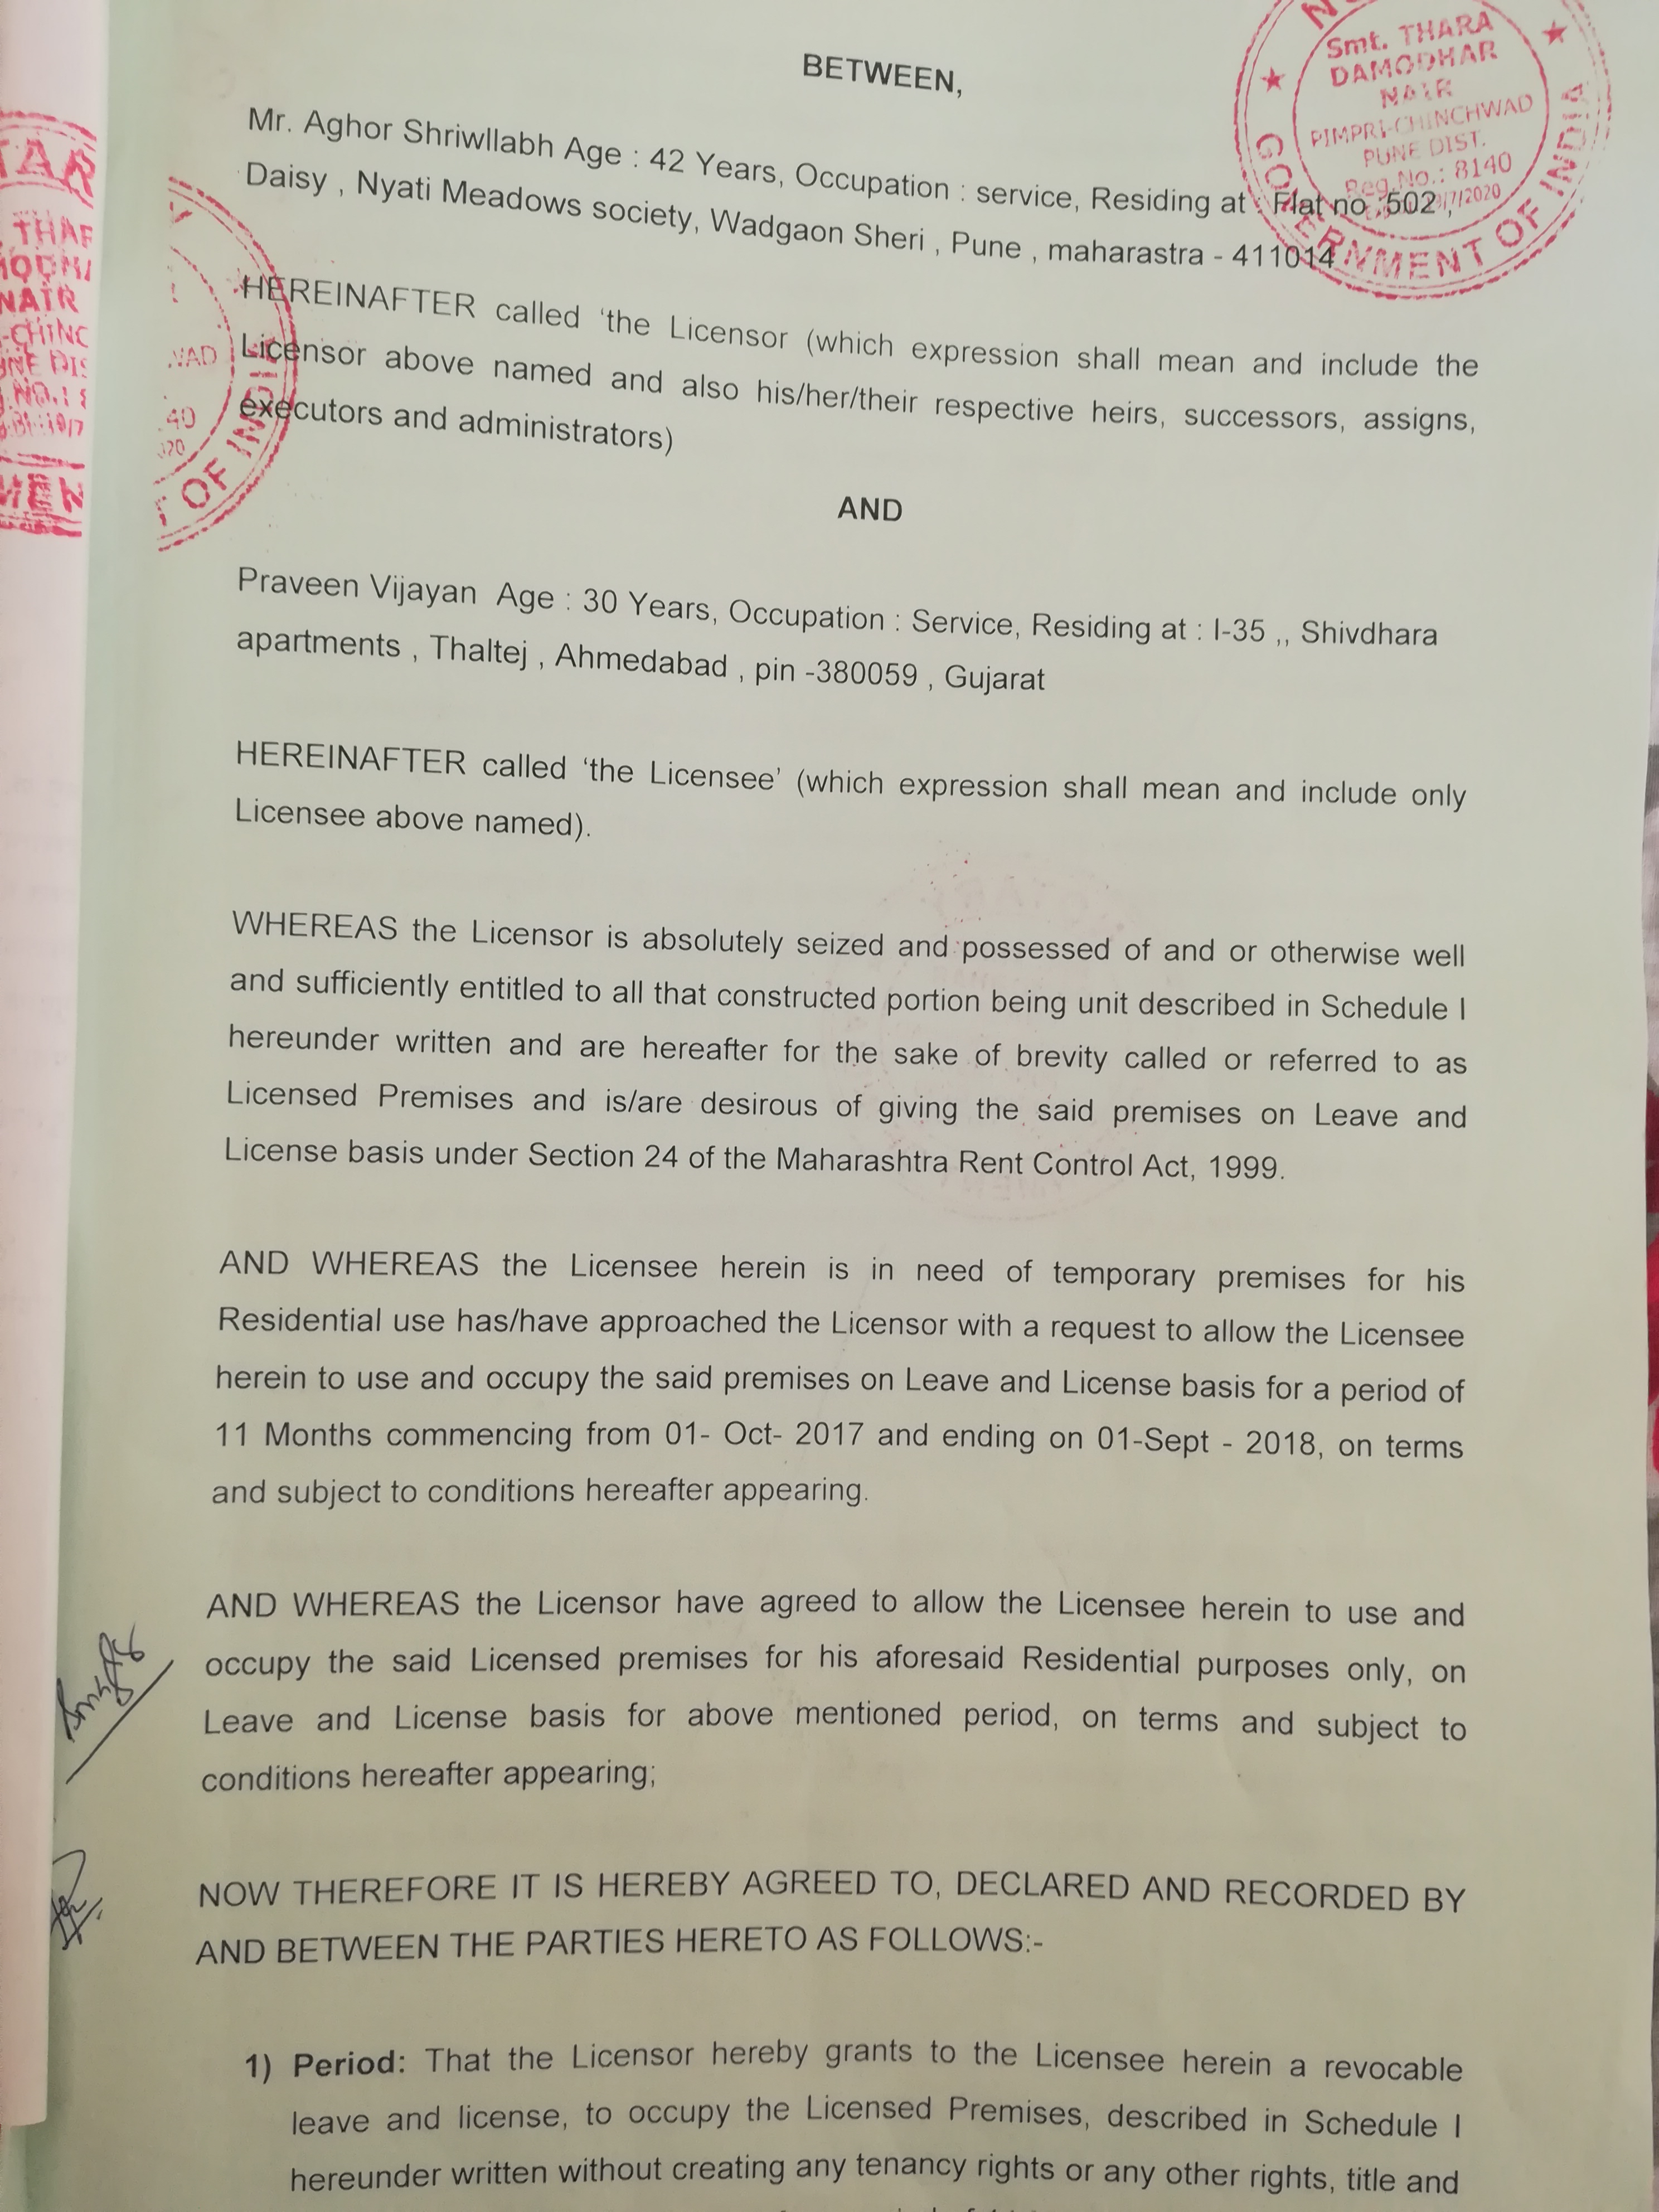 BETWEEN,
Mr. Aghor Shriwllabh Age : 42 Years, Occupation : service, Residing at : Flat no 502 ,
Daisy , Nyati Meadows society, Wadgaon Sheri , Pune , maharastra - 411014
HEREINAFTER called ‘the Licensor (which expression shall mean and include the
Licensor above named and also his/her/their respective heirs, successors, assigns,
executors and administrators)
AND
Praveen Vijayan Age : 30 Years, Occupation : Service, Residing at : I-35 ,, Shivdhara
apartments , Thaltej , Ahmedabad , pin -380059 , Gujarat
HEREINAFTER called ‘the Licensee’ (which expression shall mean and include only
Licensee above named).
WHEREAS the Licensor is absolutely seized and possessed of and or otherwise well
and sufficiently entitled to all that constructed portion being unit described in Schedule I
hereunder written and are hereafter for the sake of brevity called or referred to as
Licensed Premises and is/are desirous of giving the said premises on Leave and
License basis under Section 24 of the Maharashtra Rent Control Act, 1999.
AND WHEREAS the Licensee herein is in need of temporary premises for his
Residential use has/have approached the Licensor with a request to allow the Licensee
herein to use and occupy the said premises on Leave and License basis for a period of
11 Months commencing from 01- Oct- 2017 and ending on 01-Sept - 2018, on terms
and subject to conditions hereafter appearing.
AND WHEREAS the Licensor have agreed to allow the Licensee herein to use and
occupy the said Licensed premises for his aforesaid Residential purposes only, on
Leave and License basis for above mentioned period, on terms and subject to
conditions hereafter appearing;
NOW THEREFORE IT IS HEREBY AGREED TO, DECLARED AND RECORDED BY
AND BETWEEN THE PARTIES HERETO AS FOLLOWS:-
1) Period: That the Licensor hereby grants to the Licensee herein a revocable
leave and license, to occupy the Licensed Premises, described in Schedule I
hereunder written without creating any tenancy rights or any other rights, title and
Smt. THARA
DAMODHAR
NAIR
PIMPRI-CHINCHWAD
PUNE DIST.
Reg.No.: 8140
GOVERNMENT OF INDIA
OF INDIA